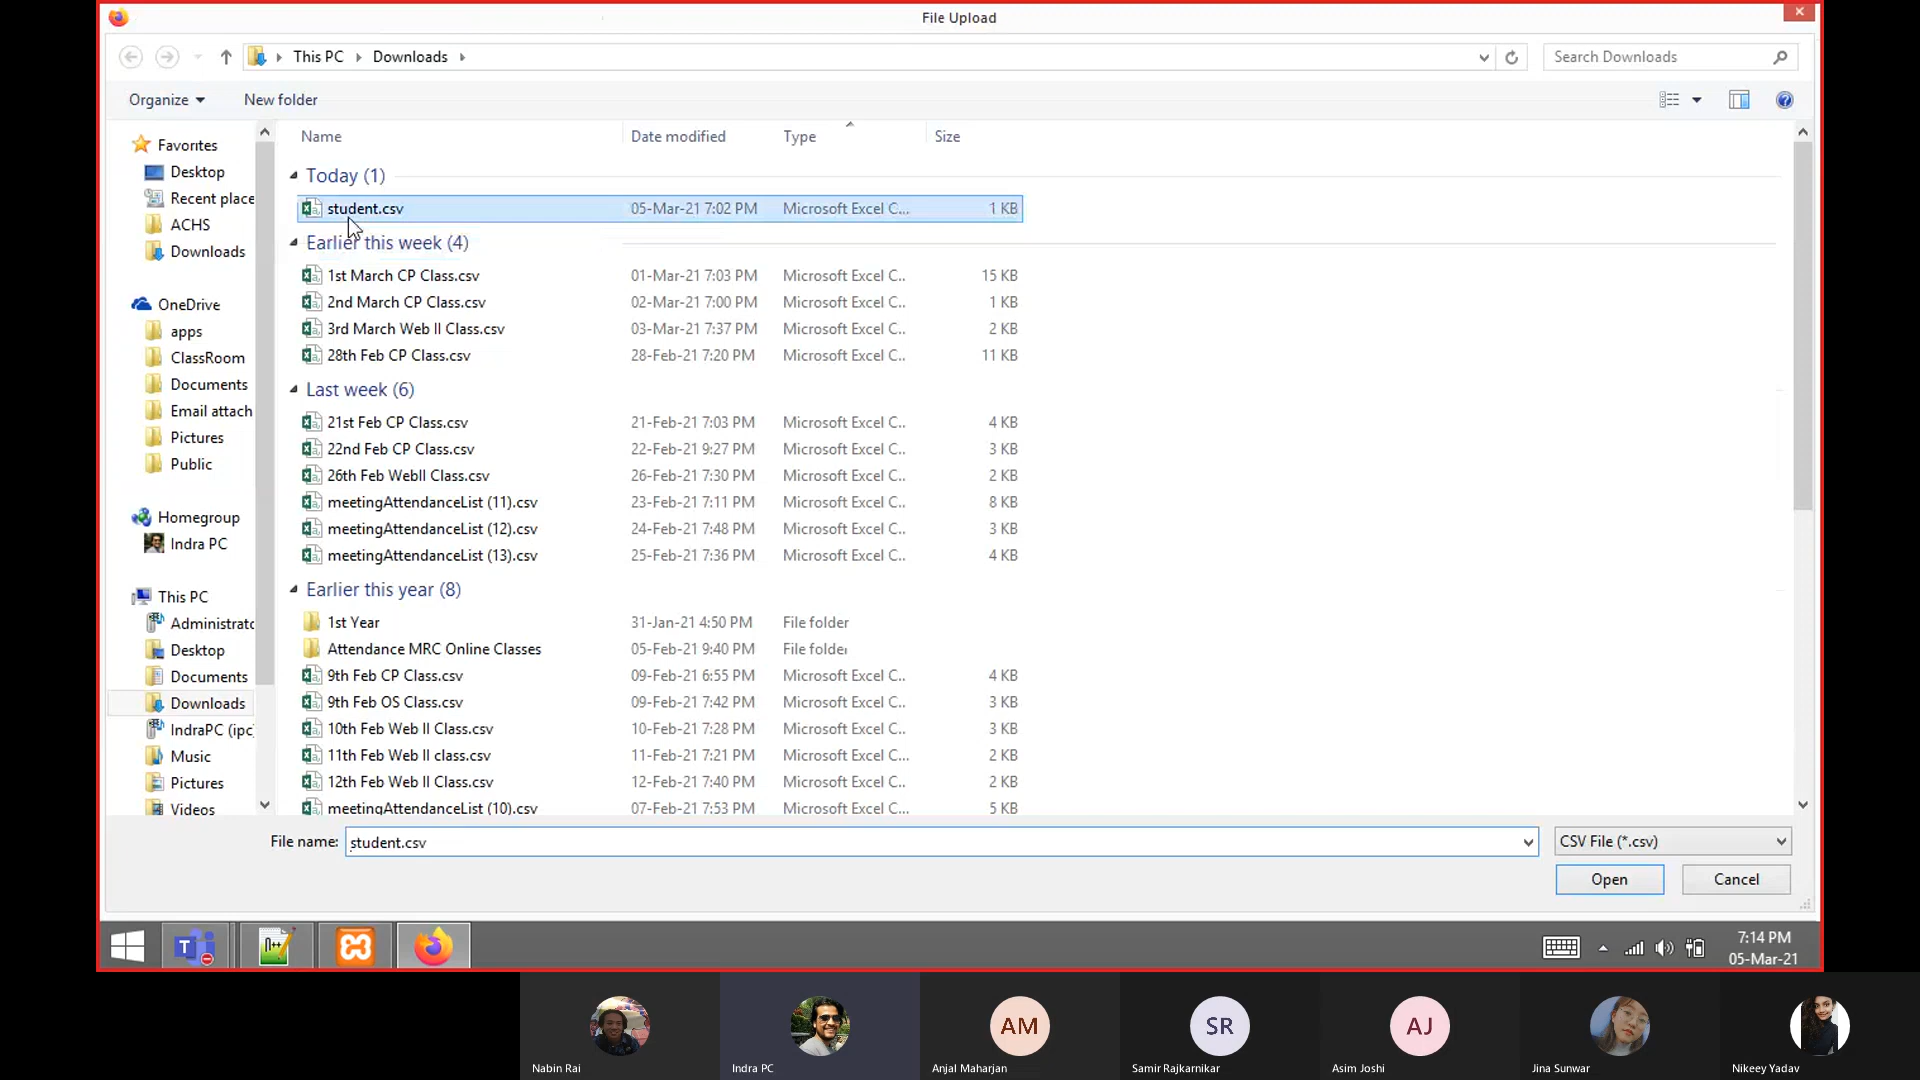 File Upload
This PC
Downloads
Search Downloads
Organize
New folder
Name
Date modified
Type
Size
Favorites
Desktop
Recent place
ACHS
Downloads
OneDrive
apps
ClassRoom
Documents
Email attach
Pictures
Public
Homegroup
Indra PC
This PC
Administratc
Desktop
Documents
Downloads
IndraPC (ipc
Music
Pictures
Videos
Today (1)
student.csv 05-Mar-21 7:02 PM Microsoft Excel C... 1 KB
Earlier this week (4)
1st March CP Class.csv 01-Mar-21 7:03 PM Microsoft Excel C.. 15 KB
2nd March CP Class.csv 02-Mar-21 7:00 PM Microsoft Excel C.. 1 KB
3rd March Web II Class.csv 03-Mar-21 7:37 PM Microsoft Excel C.. 2 KB
28th Feb CP Class.csv 28-Feb-21 7:20 PM Microsoft Excel C.. 11 KB
Last week (6)
21st Feb CP Class.csv 21-Feb-21 7:03 PM Microsoft Excel C.. 4 KB
22nd Feb CP Class.csv 22-Feb-21 9:27 PM Microsoft Excel C.. 3 KB
26th Feb WebII Class.csv 26-Feb-21 7:30 PM Microsoft Excel C.. 2 KB
meetingAttendanceList (11).csv 23-Feb-21 7:11 PM Microsoft Excel C.. 8 KB
meetingAttendanceList (12).csv 24-Feb-21 7:48 PM Microsoft Excel C.. 3 KB
meetingAttendanceList (13).csv 25-Feb-21 7:36 PM Microsoft Excel C.. 4 KB
Earlier this year (8)
1st Year 31-Jan-21 4:50 PM File folder
Attendance MRC Online Classes 05-Feb-21 9:40 PM File folder
9th Feb CP Class.csv 09-Feb-21 6:55 PM Microsoft Excel C.. 4 KB
9th Feb OS Class.csv 09-Feb-21 7:42 PM Microsoft Excel C... 3 KB
10th Feb Web II Class.csv 10-Feb-21 7:28 PM Microsoft Excel C... 3 KB
11th Feb Web II class.csv 11-Feb-21 7:21 PM Microsoft Excel C... 2 KB
12th Feb Web II Class.csv 12-Feb-21 7:40 PM Microsoft Excel C... 2 KB
meetingAttendanceList (10).csv 07-Feb-21 7:53 PM Microsoft Excel C... 5 KB
File name: student.csv
CSV File (*.csv)
Open
Cancel
T
N++
7:14 PM
05-Mar-21
AM
SR
AJ
Nabin Rai
Indra PC
Anjal Maharjan
Samir Rajkarnikar
Asim Joshi
Jina Sunwar
Nikeey Yadav